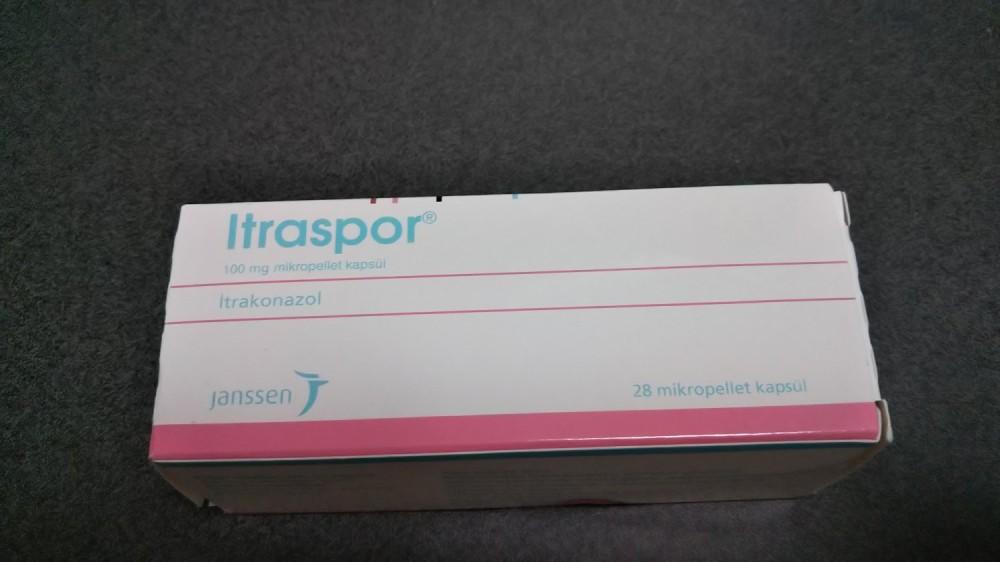 Itraspor®
100 mg mikropellet kapsül
İtrakonazol
janssen
28 mikropellet kapsül